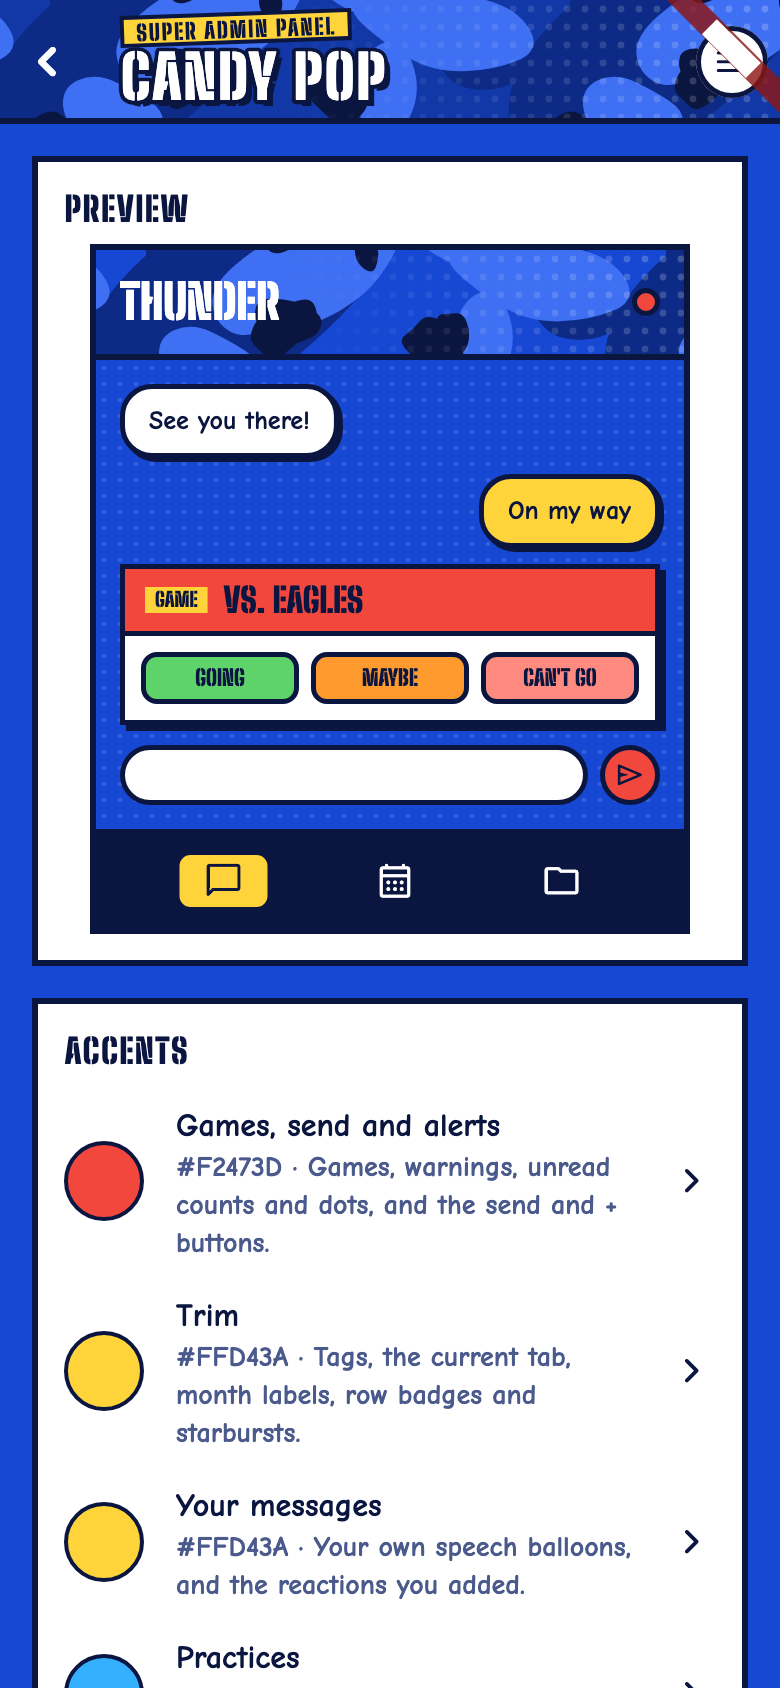 SUPER ADMIN PANEL
CANDY POP
PREVIEW
THUNDER
See you there!
On my way
GAME VS. EAGLES
GOING MAYBE CAN'T GO
ACCENTS
Games, send and alerts
#F2473D · Games, warnings, unread
counts and dots, and the send and +
buttons.
Trim
#FFD43A · Tags, the current tab,
month labels, row badges and
starbursts.
Your messages
#FFD43A · Your own speech balloons,
and the reactions you added.
Practices